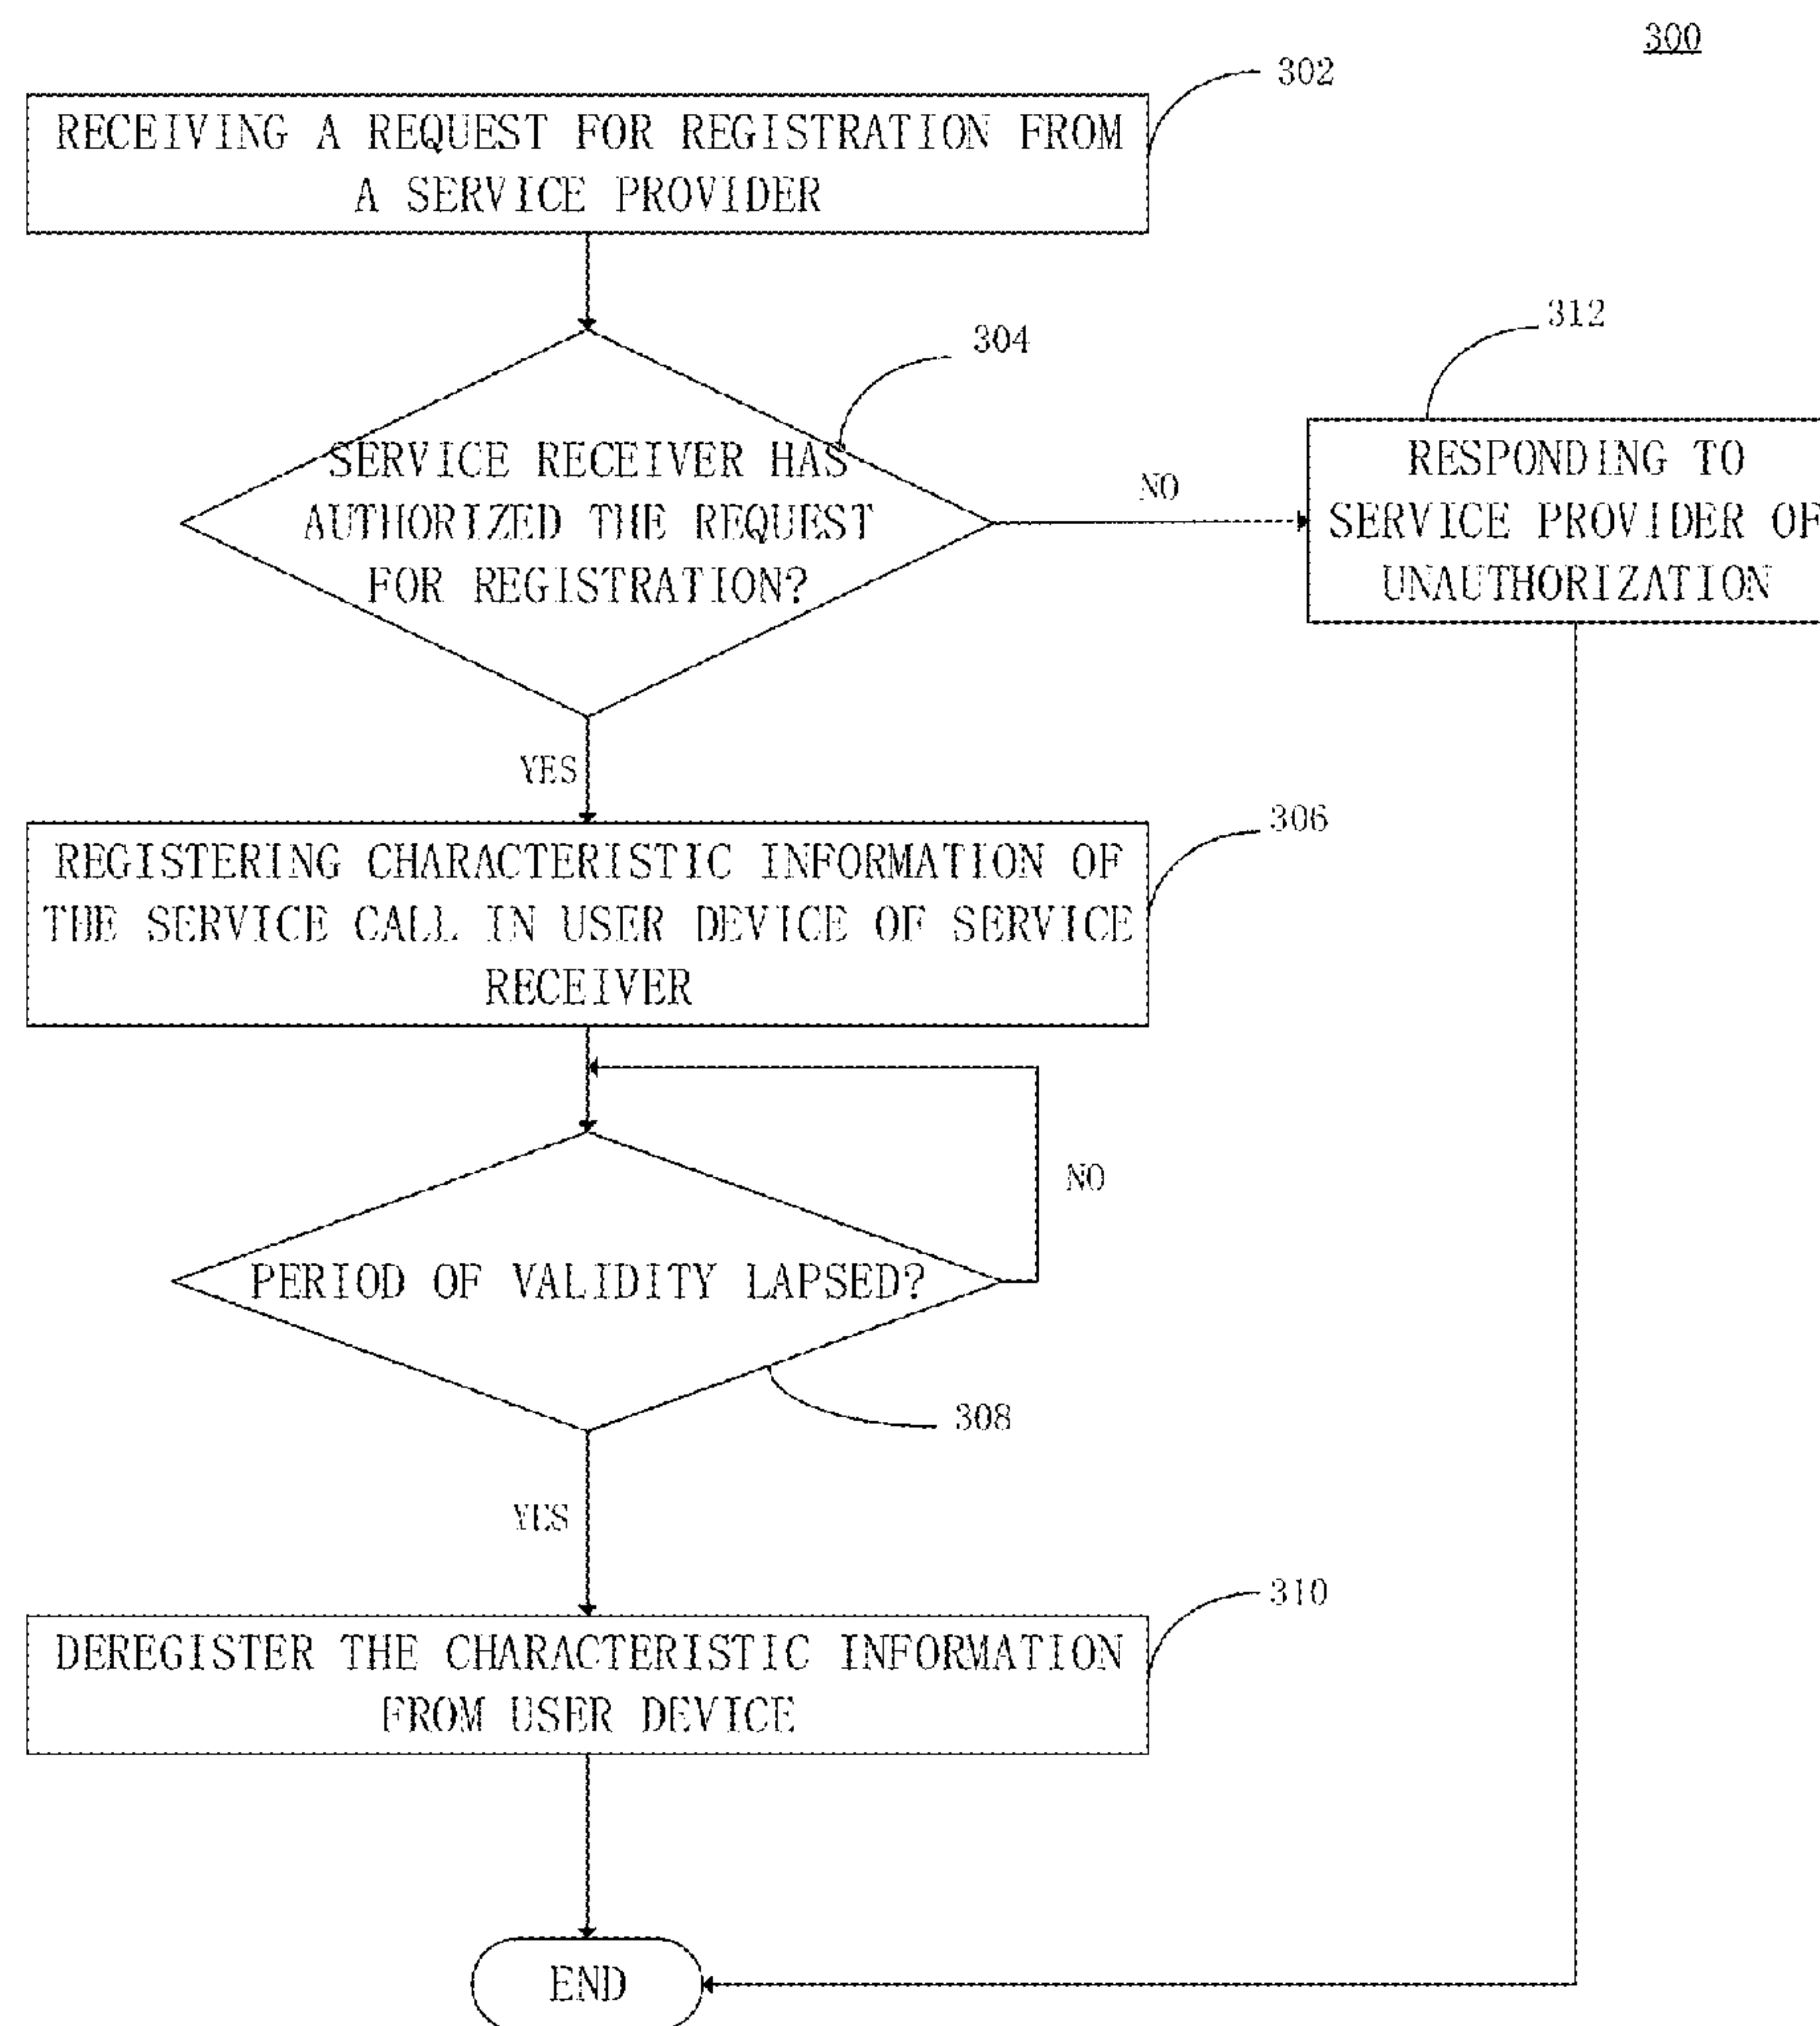 300
302
RECEIVING A REQUEST FOR REGISTRATION FROM
A SERVICE PROVIDER
304
312
SERVICE RECEIVER HAS
AUTHORIZED THE REQUEST
FOR REGISTRATION?
NO
RESPONDING TO
SERVICE PROVIDER OF
UNAUTHORIZATION
YES
306
REGISTERING CHARACTERISTIC INFORMATION OF
THE SERVICE CALL IN USER DEVICE OF SERVICE
RECEIVER
NO
PERIOD OF VALIDITY LAPSED?
308
YES
310
DEREGISTER THE CHARACTERISTIC INFORMATION
FROM USER DEVICE
END